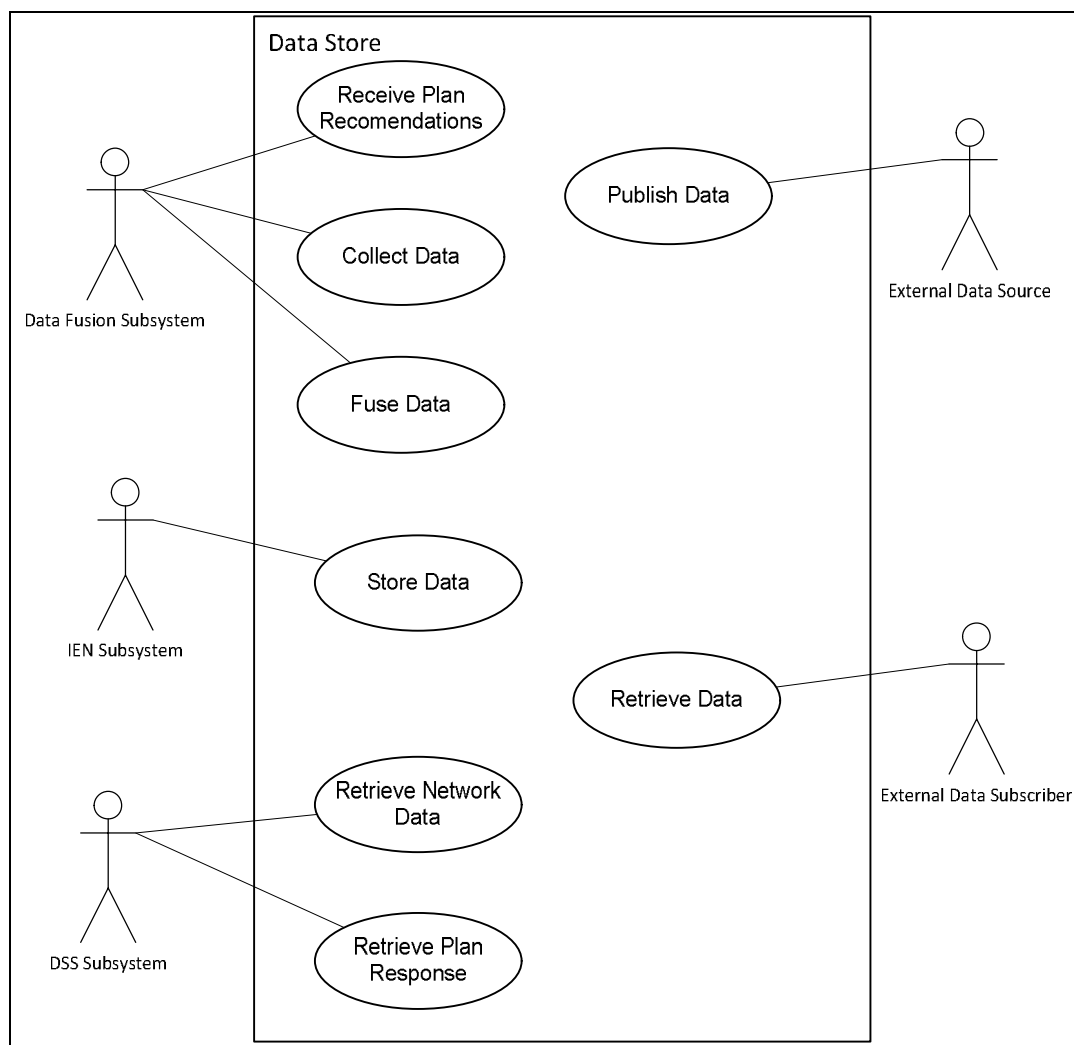 Data Store
Receive Plan
Recomendations
Publish Data
Collect Data
External Data Source
Data Fusion Subsystem
Fuse Data
Store Data
IEN Subsystem
Retrieve Data
Retrieve Network
Data
External Data Subscriber
Retrieve Plan
Response
DSS Subsystem